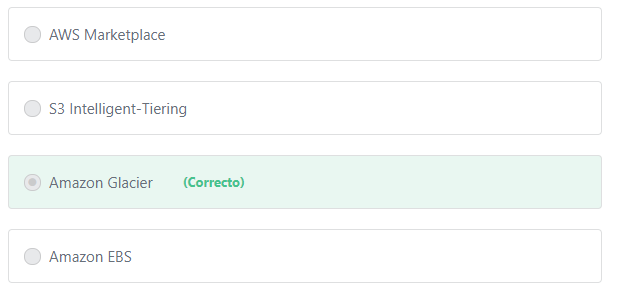 AWS Marketplace
S3 Intelligent-Tiering
Amazon Glacier (Correcto)
Amazon EBS